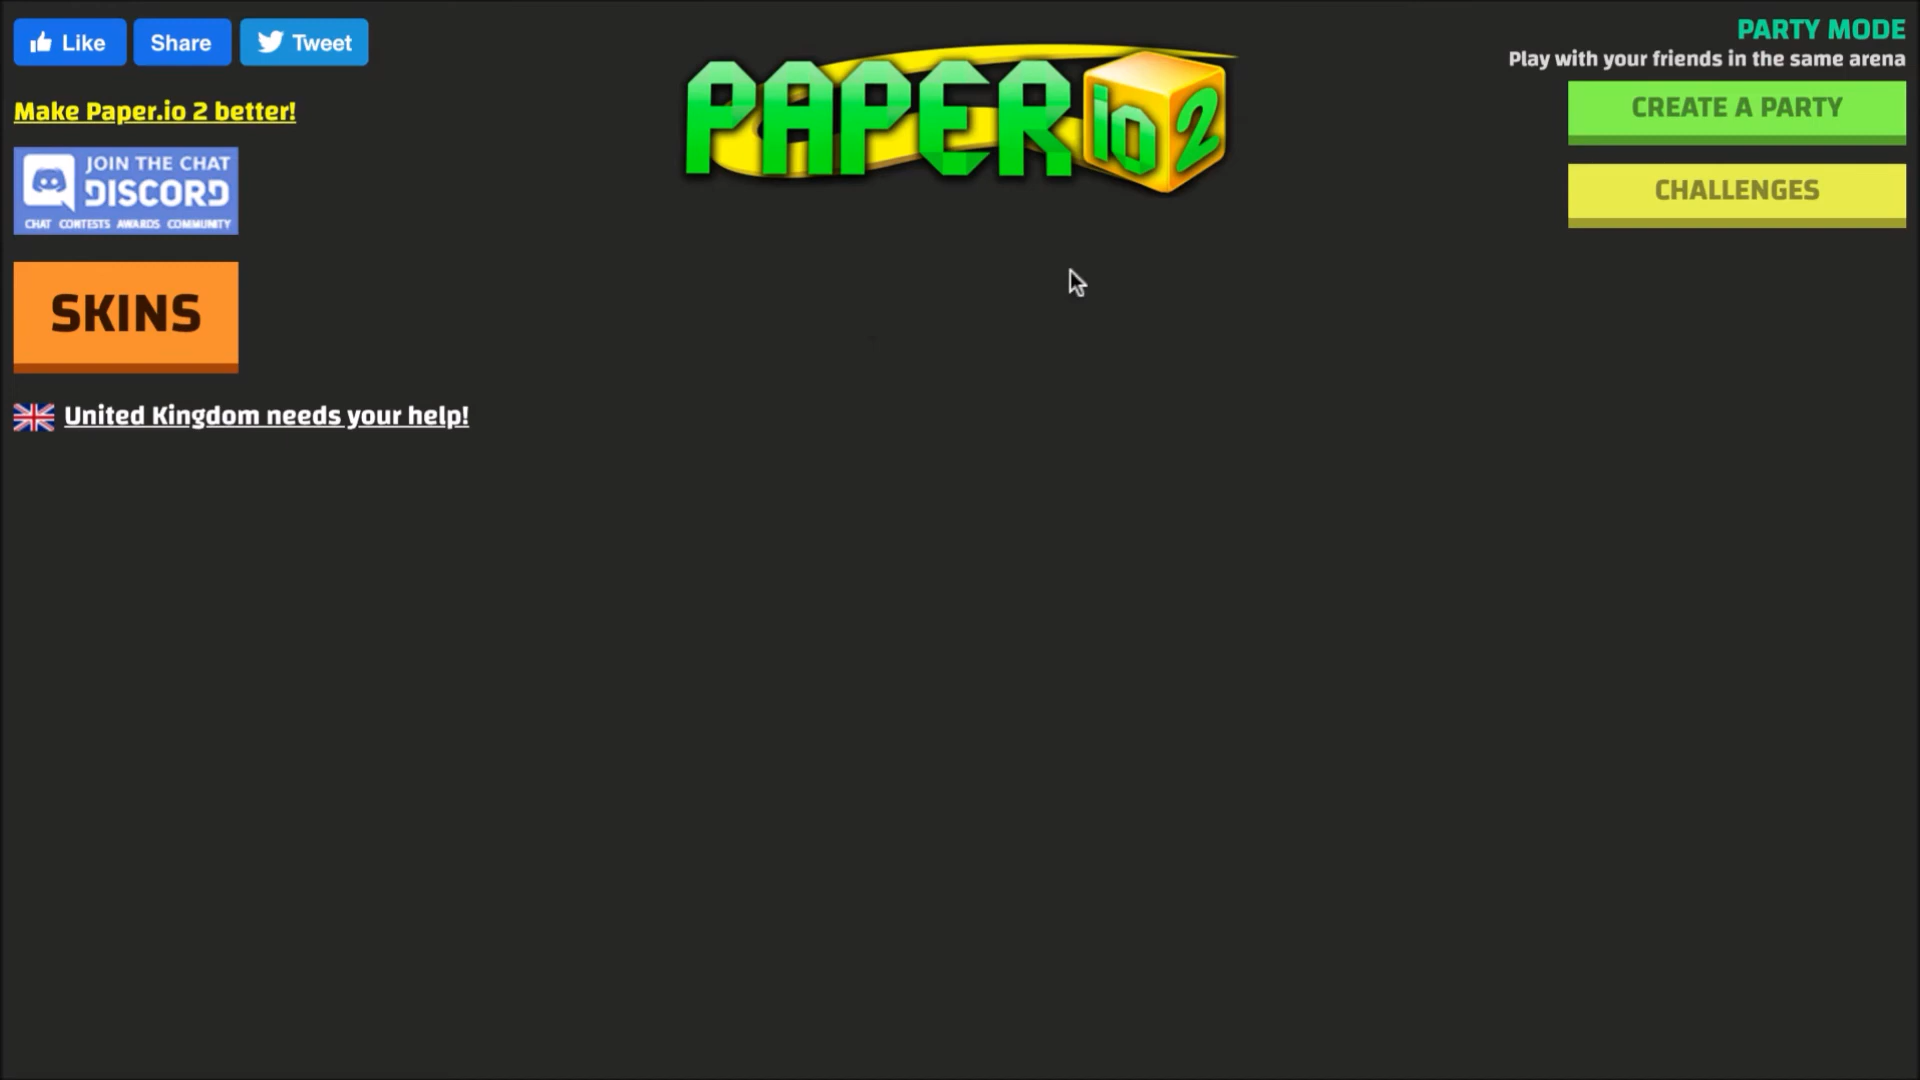 Like
Share
Tweet
Make Paper.io 2 better!
JOIN THE CHAT
DISCORD
CHAT CONTESTS AWARDS COMMUNITY
SKINS
United Kingdom needs your help!
PAPER io 2
PARTY MODE
Play with your friends in the same arena
CREATE A PARTY
CHALLENGES